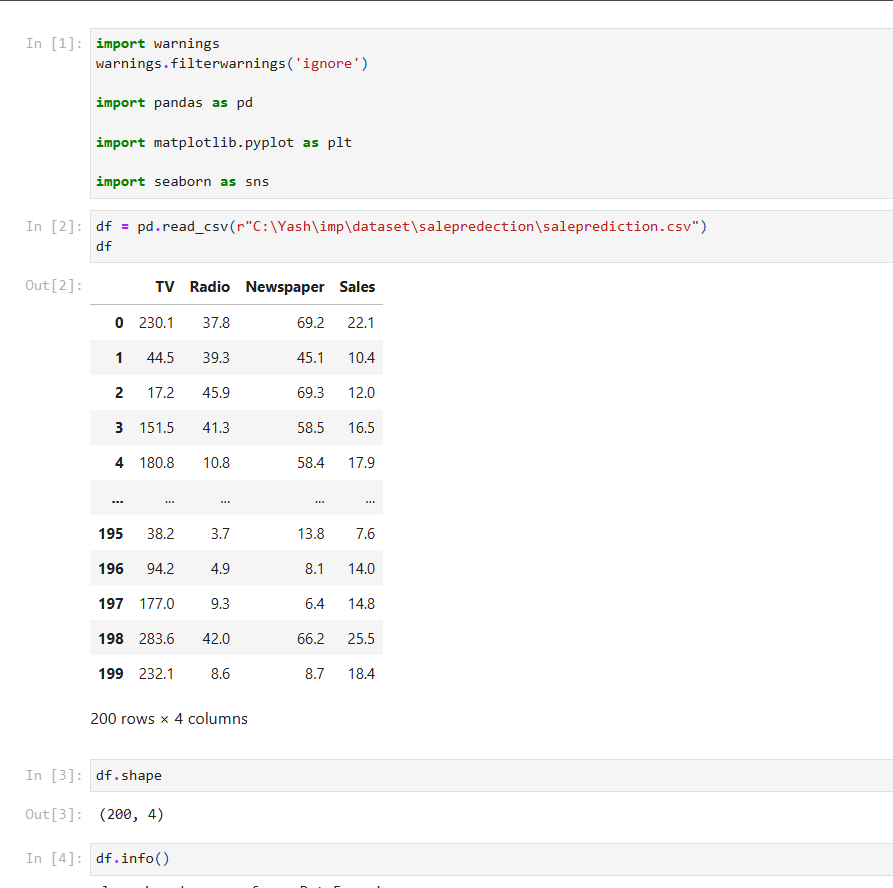 In [1]: import warnings
warnings.filterwarnings('ignore')
import pandas as pd
import matplotlib.pyplot as plt
import seaborn as sns
In [2]: df = pd.read_csv(r"C:\Yash\imp\dataset\salepredection\saleprediction.csv")
df
Out[2]: TV Radio Newspaper Sales
0 230.1 37.8 69.2 22.1
1 44.5 39.3 45.1 10.4
2 17.2 45.9 69.3 12.0
3 151.5 41.3 58.5 16.5
4 180.8 10.8 58.4 17.9
... ... ... ... ...
195 38.2 3.7 13.8 7.6
196 94.2 4.9 8.1 14.0
197 177.0 9.3 6.4 14.8
198 283.6 42.0 66.2 25.5
199 232.1 8.6 8.7 18.4
200 rows × 4 columns
In [3]: df.shape
Out[3]: (200, 4)
In [4]: df.info()